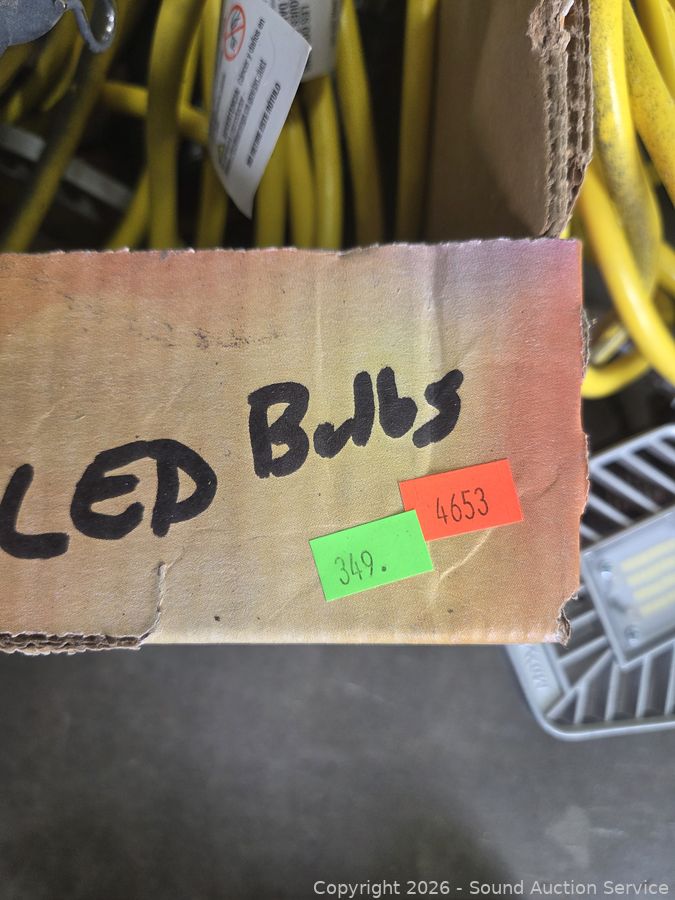 LED Bulbs
4653
349.
Copyright © 2026 - Sound Auction Service